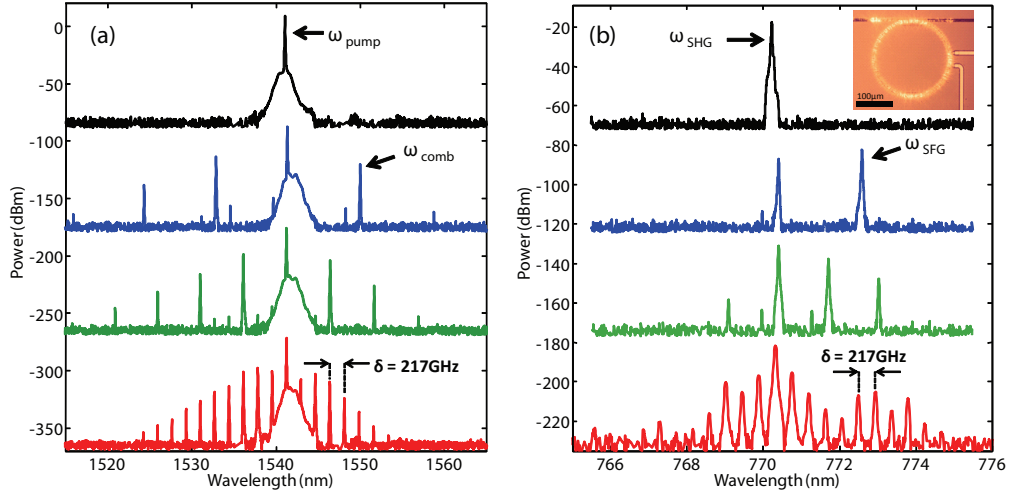 (a)
ω pump
ω comb
δ = 217GHz
0
-50
-100
-150
-200
-250
-300
-350
Power (dBm)
1520
1530
1540
1550
1560
Wavelength (nm)
(b)
ω SHG
100μm
ω SFG
δ = 217GHz
-20
-40
-60
-80
-100
-120
-140
-160
-180
-200
-220
Power (dBm)
766
768
770
772
774
776
Wavelength (nm)